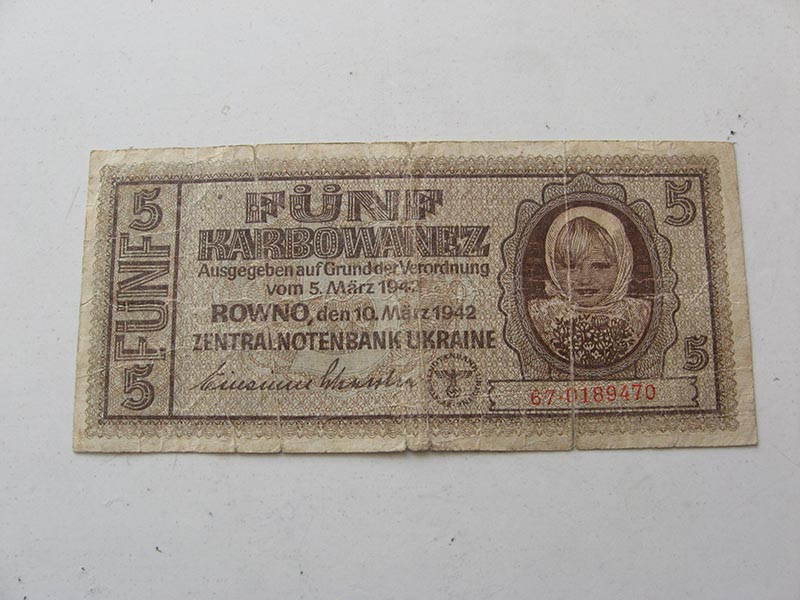 5
FÜNF
5
FÜNF
KARBOWANEZ
Ausgegeben auf Grund der Verordnung
vom 5. März 1942
ROWNO, den 10. März 1942
ZENTRALNOTENBANK UKRAINE
5
5
67·0189470